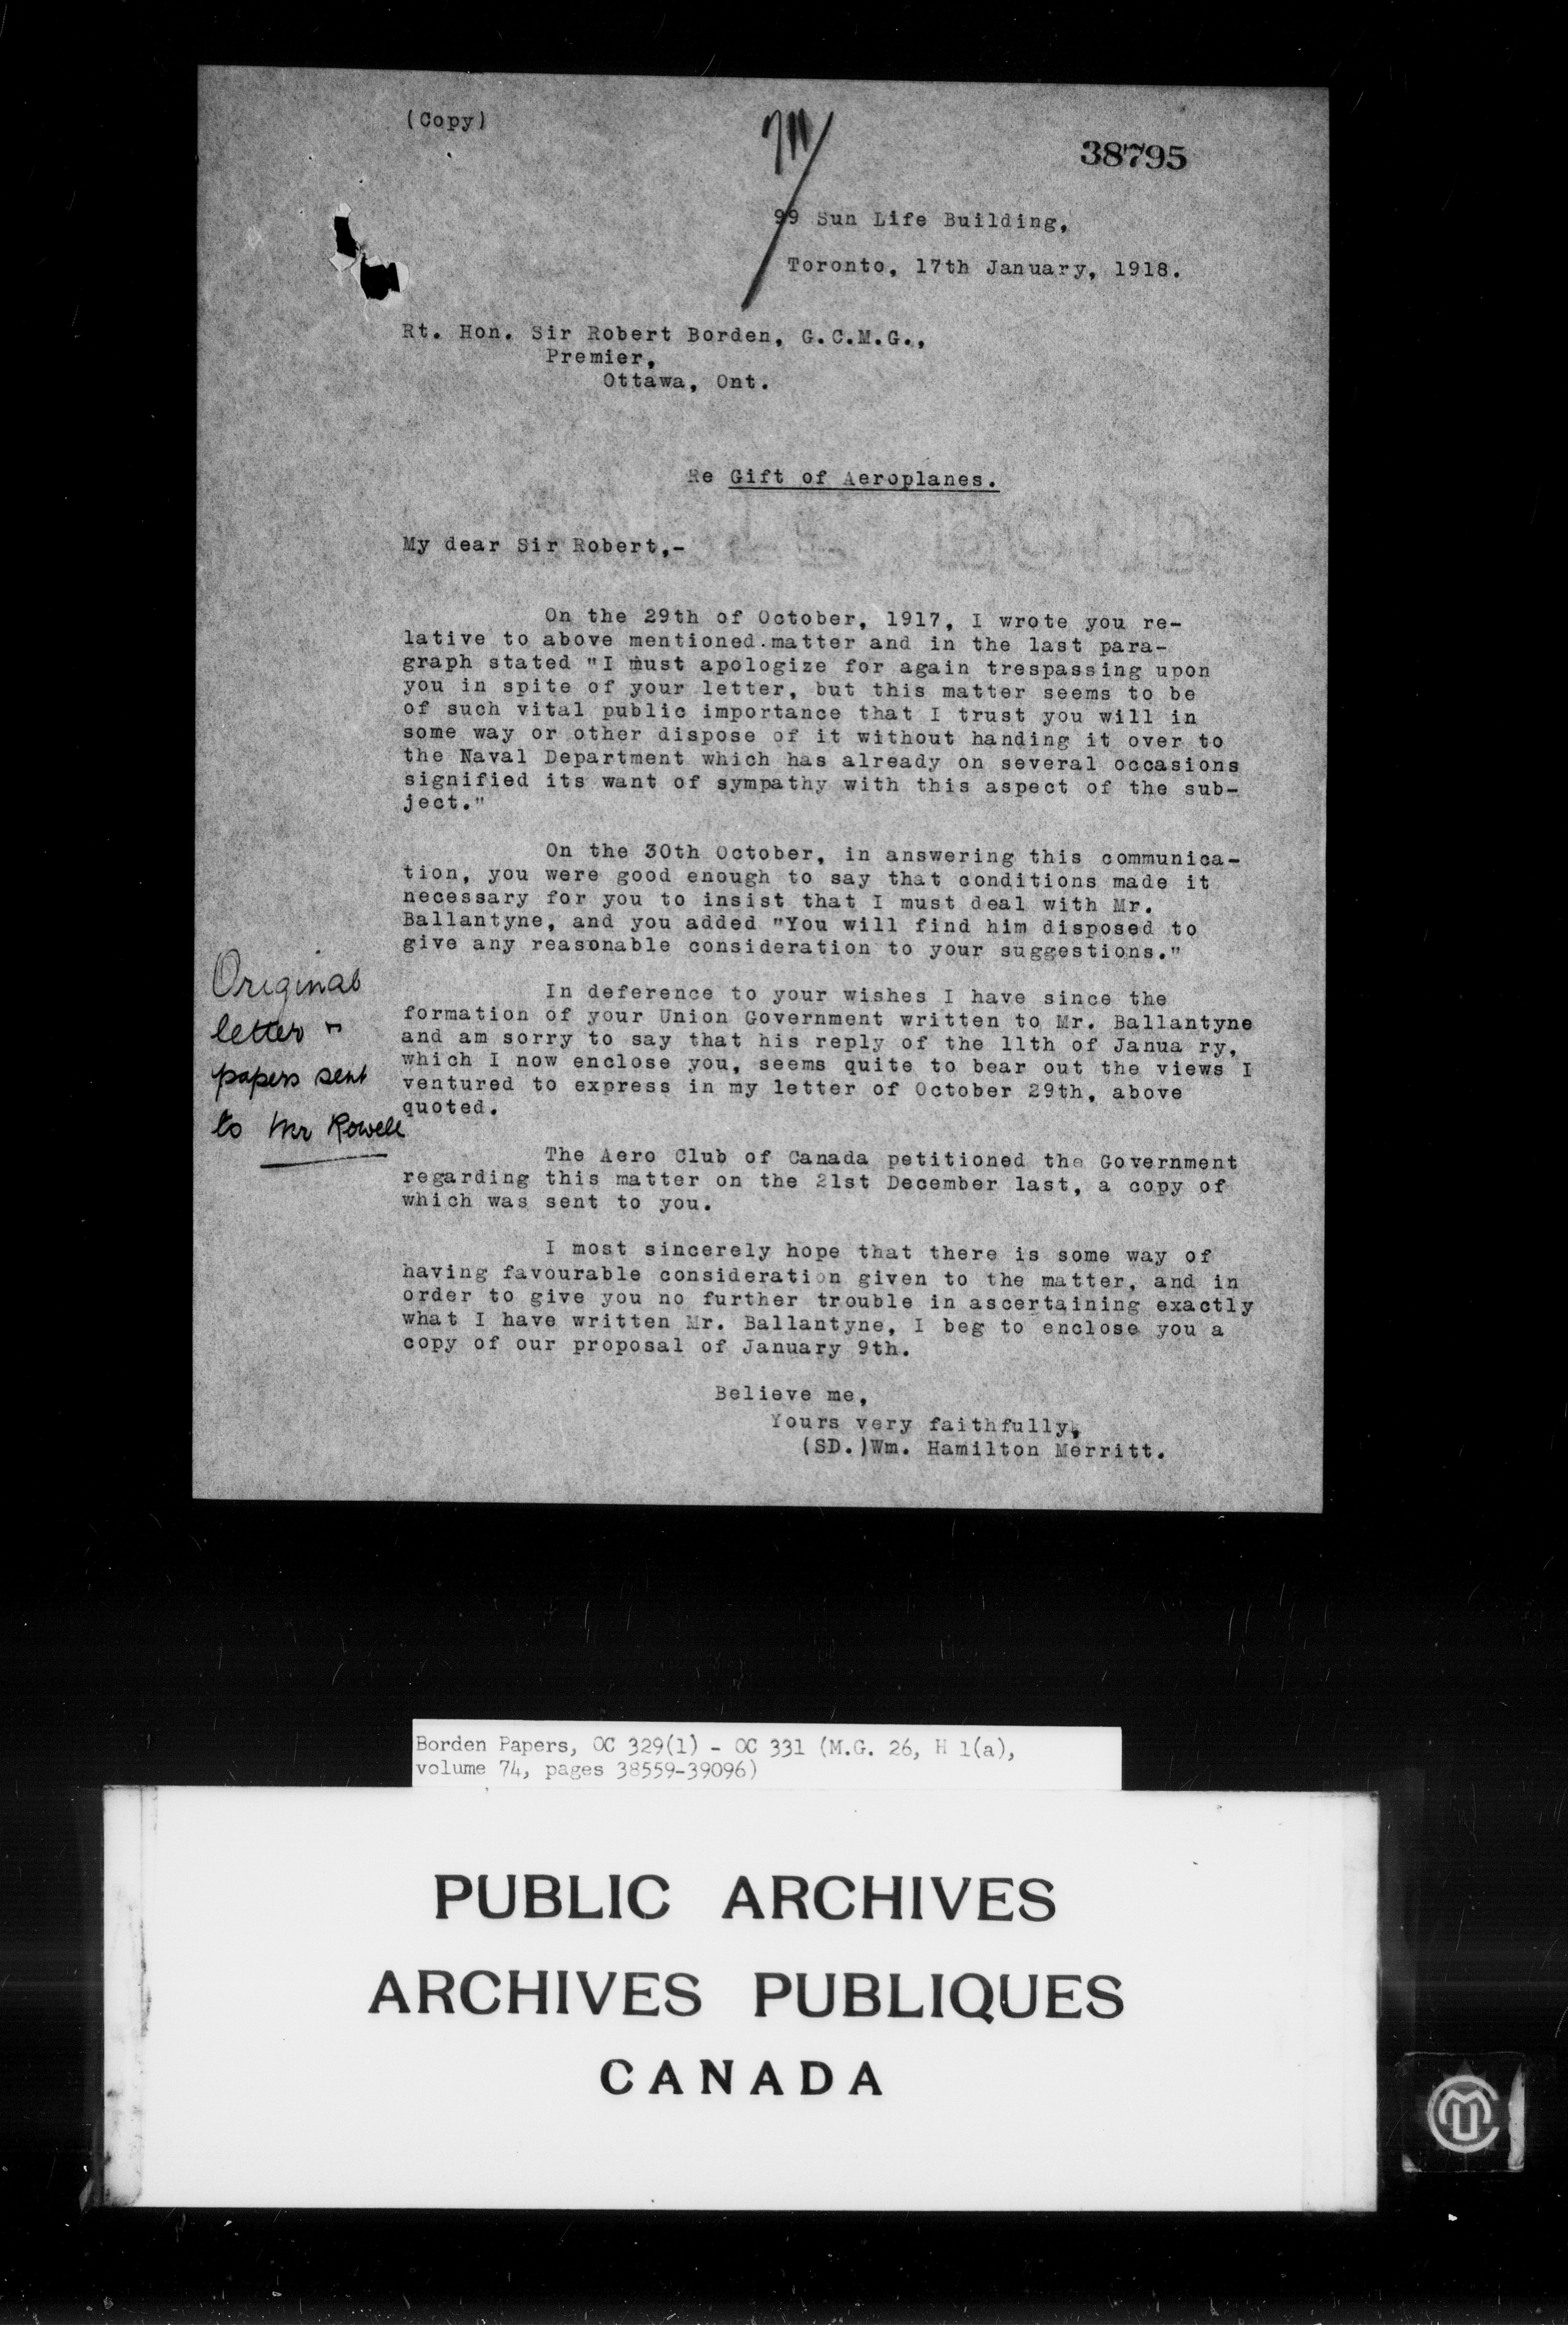 (Copy)
38795
99 Sun Life Building,
Toronto, 17th January, 1918.
Rt. Hon. Sir Robert Borden, G.C.M.G.,
Premier,
Ottawa, Ont.
Re Gift of Aeroplanes.
My dear Sir Robert,-
On the 29th of October, 1917, I wrote you re-
lative to above mentioned.matter and in the last para-
graph stated "I must apologize for again trespassing upon
you in spite of your letter, but this matter seems to be
of such vital public importance that I trust you will in
some way or other dispose of it without handing it over to
the Naval Department which has already on several occasions
signified its want of sympathy with this aspect of the sub-
ject."
On the 30th October, in answering this communica-
tion, you were good enough to say that conditions made it
necessary for you to insist that I must deal with Mr.
Ballantyne, and you added "You will find him disposed to
give any reasonable consideration to your suggestions."
In deference to your wishes I have since the
formation of your Union Government written to Mr. Ballantyne
and am sorry to say that his reply of the 11th of Janua ry,
which I now enclose you, seems quite to bear out the views I
ventured to express in my letter of October 29th, above
quoted.
Original
letter &
papers sent
to Mr Rowell
The Aero Club of Canada petitioned the Government
regarding this matter on the 21st December last, a copy of
which was sent to you.
I most sincerely hope that there is some way of
having favourable consideration given to the matter, and in
order to give you no further trouble in ascertaining exactly
what I have written Mr. Ballantyne, I beg to enclose you a
copy of our proposal of January 9th.
Believe me,
Yours very faithfully,
(SD.)Wm. Hamilton Merritt.
Borden Papers, OC 329(1) - OC 331 (M.G. 26, H 1(a),
volume 74, pages 38559-39096)
PUBLIC ARCHIVES
ARCHIVES PUBLIQUES
CANADA